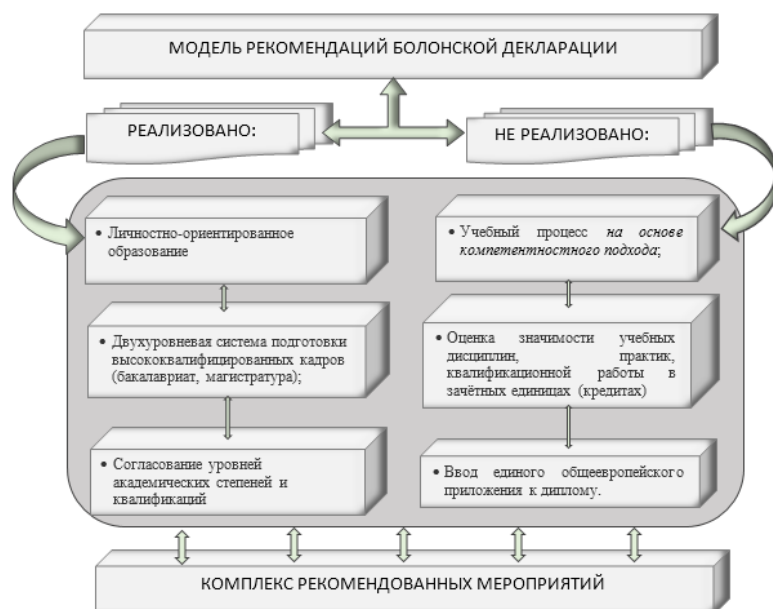 МОДЕЛЬ РЕКОМЕНДАЦИЙ БОЛОНСКОЙ ДЕКЛАРАЦИИ
РЕАЛИЗОВАНО:
НЕ РЕАЛИЗОВАНО:
• Личностно-ориентированное
образование
• Двухуровневая система подготовки
высококвалифицированных кадров
(бакалавриат, магистратура);
• Согласование уровней
академических степеней и
квалификаций
• Учебный процесс на основе
компетентностного подхода;
• Оценка значимости учебных
дисциплин, практик,
квалификационной работы в
зачётных единицах (кредитах)
• Ввод единого общеевропейского
приложения к диплому.
КОМПЛЕКС РЕКОМЕНДОВАННЫХ МЕРОПРИЯТИЙ